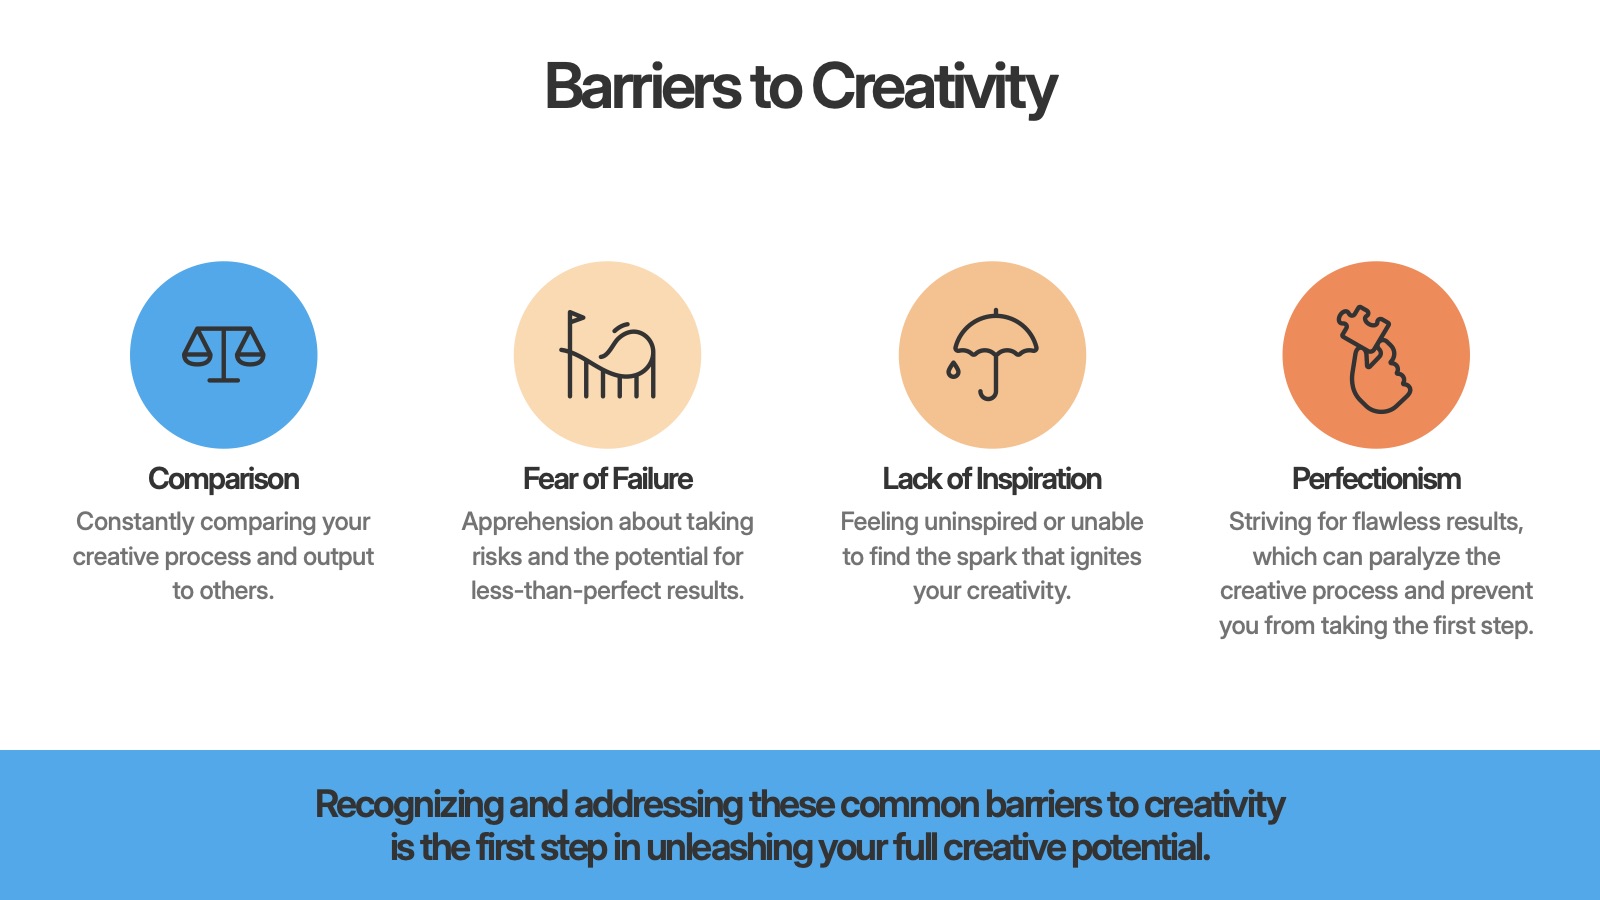 Barriers to Creativity
Comparison
Constantly comparing your
creative process and output
to others.
Fear of Failure
Apprehension about taking
risks and the potential for
less-than-perfect results.
Lack of Inspiration
Feeling uninspired or unable
to find the spark that ignites
your creativity.
Perfectionism
Striving for flawless results,
which can paralyze the
creative process and prevent
you from taking the first step.
Recognizing and addressing these common barriers to creativity
is the first step in unleashing your full creative potential.